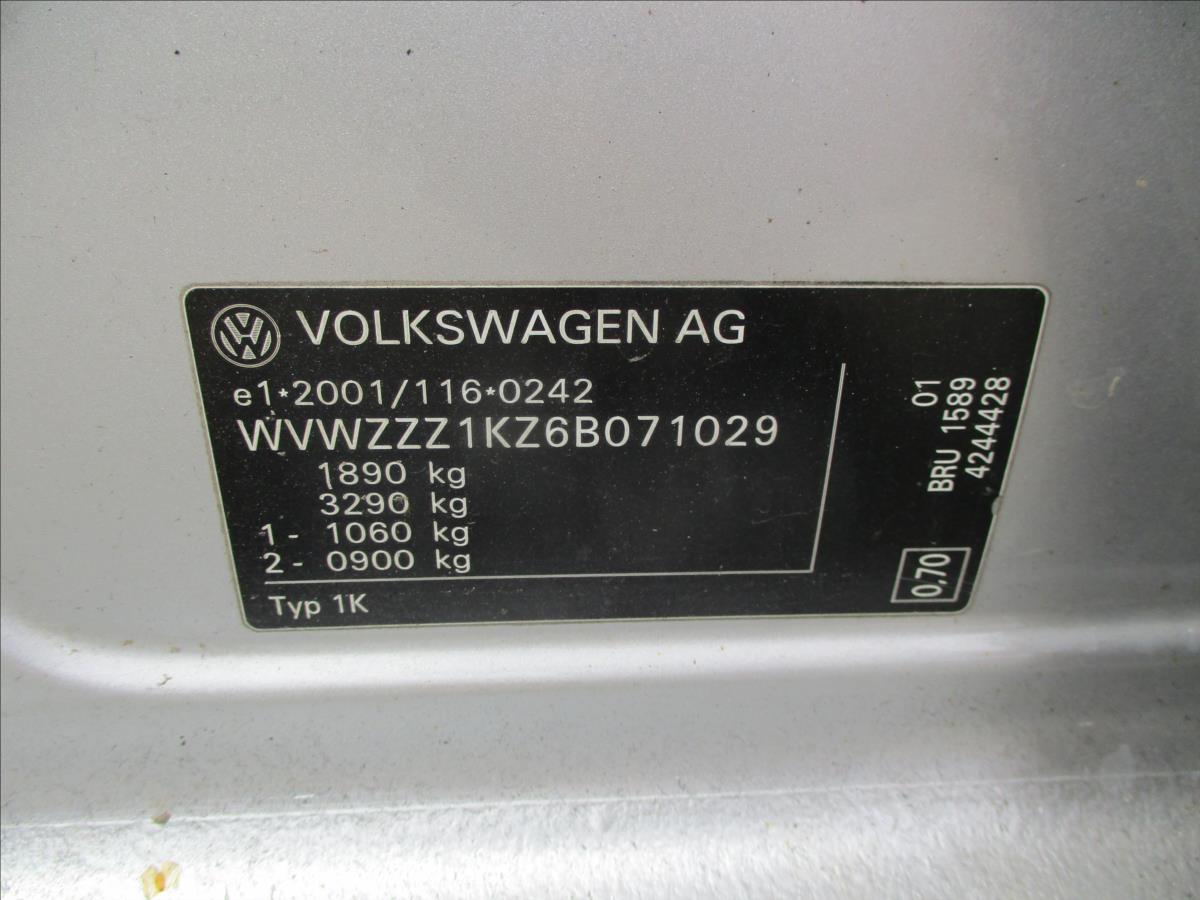 VOLKSWAGEN AG
e1*2001/116*0242
WVWZZZ1KZ6B071029
1890 kg
3290 kg
1 - 1060 kg
2 - 0900 kg
Typ 1K
01
BRU 1589
4244428
0,70